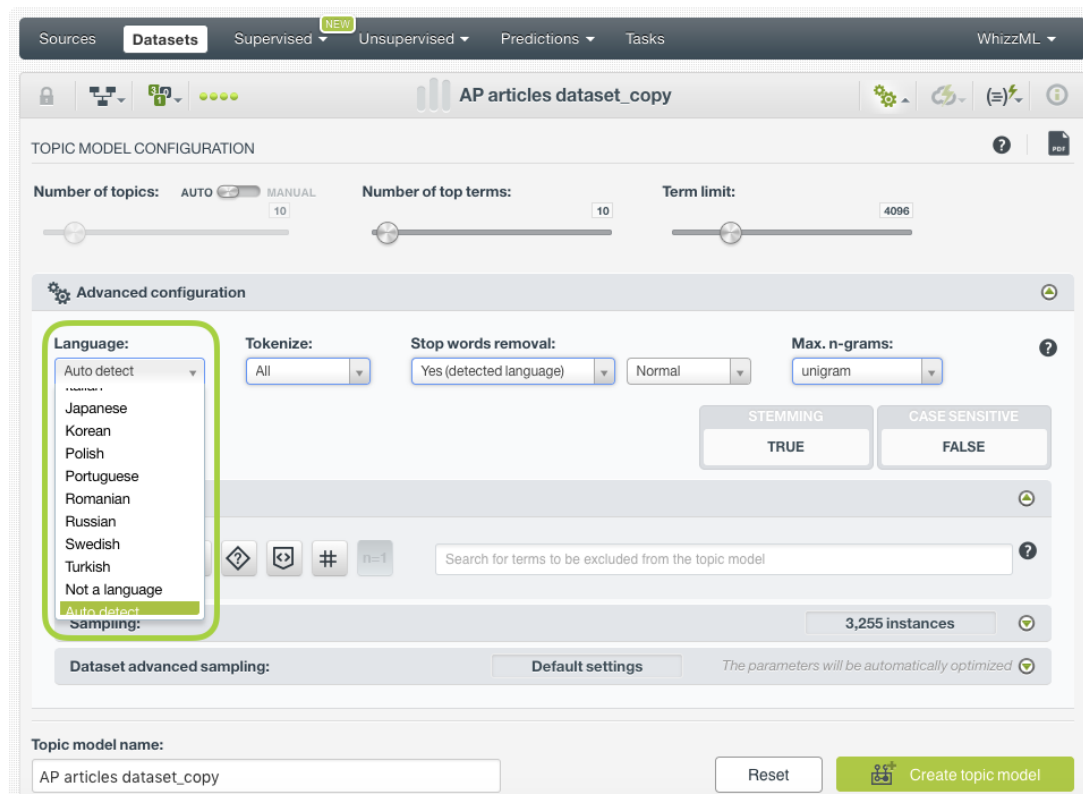 NEW
Sources Datasets Supervised Unsupervised Predictions Tasks WhizzML
AP articles dataset_copy
TOPIC MODEL CONFIGURATION
PDF
Number of topics: AUTO MANUAL Number of top terms: Term limit:
10 10 4096
Advanced configuration
Language: Tokenize: Stop words removal: Max. n-grams:
Auto detect All Yes (detected language) Normal unigram
Italian
Japanese
Korean
STEMMING CASE SENSITIVE
Polish TRUE FALSE
Portuguese
Romanian
Russian
Swedish
n=1 Search for terms to be excluded from the topic model
Turkish
Not a language
Auto detect
Sampling: 3,255 instances
Dataset advanced sampling: Default settings The parameters will be automatically optimized
Topic model name:
AP articles dataset_copy Reset Create topic model